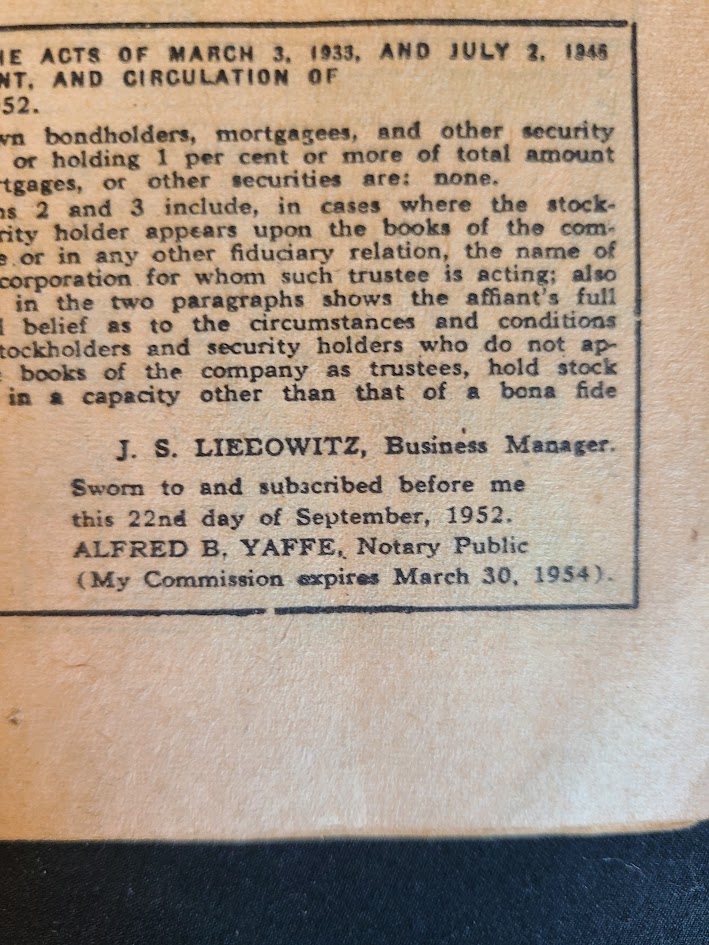 HE ACTS OF MARCH 3, 1933, AND JULY 2, 1946
NT, AND CIRCULATION OF
52.
wn bondholders, mortgagees, and other security
or holding 1 per cent or more of total amount
rtgages, or other securities are: none.
ns 2 and 3 include, in cases where the stock-
rity holder appears upon the books of the com-
e or in any other fiduciary relation, the name of
corporation for whom such trustee is acting; also
in the two paragraphs shows the affiant's full
l belief as to the circumstances and conditions
tockholders and security holders who do not ap-
e books of the company as trustees, hold stock
in a capacity other than that of a bona fide
J. S. LIEBOWITZ, Business Manager.
Sworn to and subscribed before me
this 22nd day of September, 1952.
ALFRED B. YAFFE, Notary Public
(My Commission expires March 30, 1954).